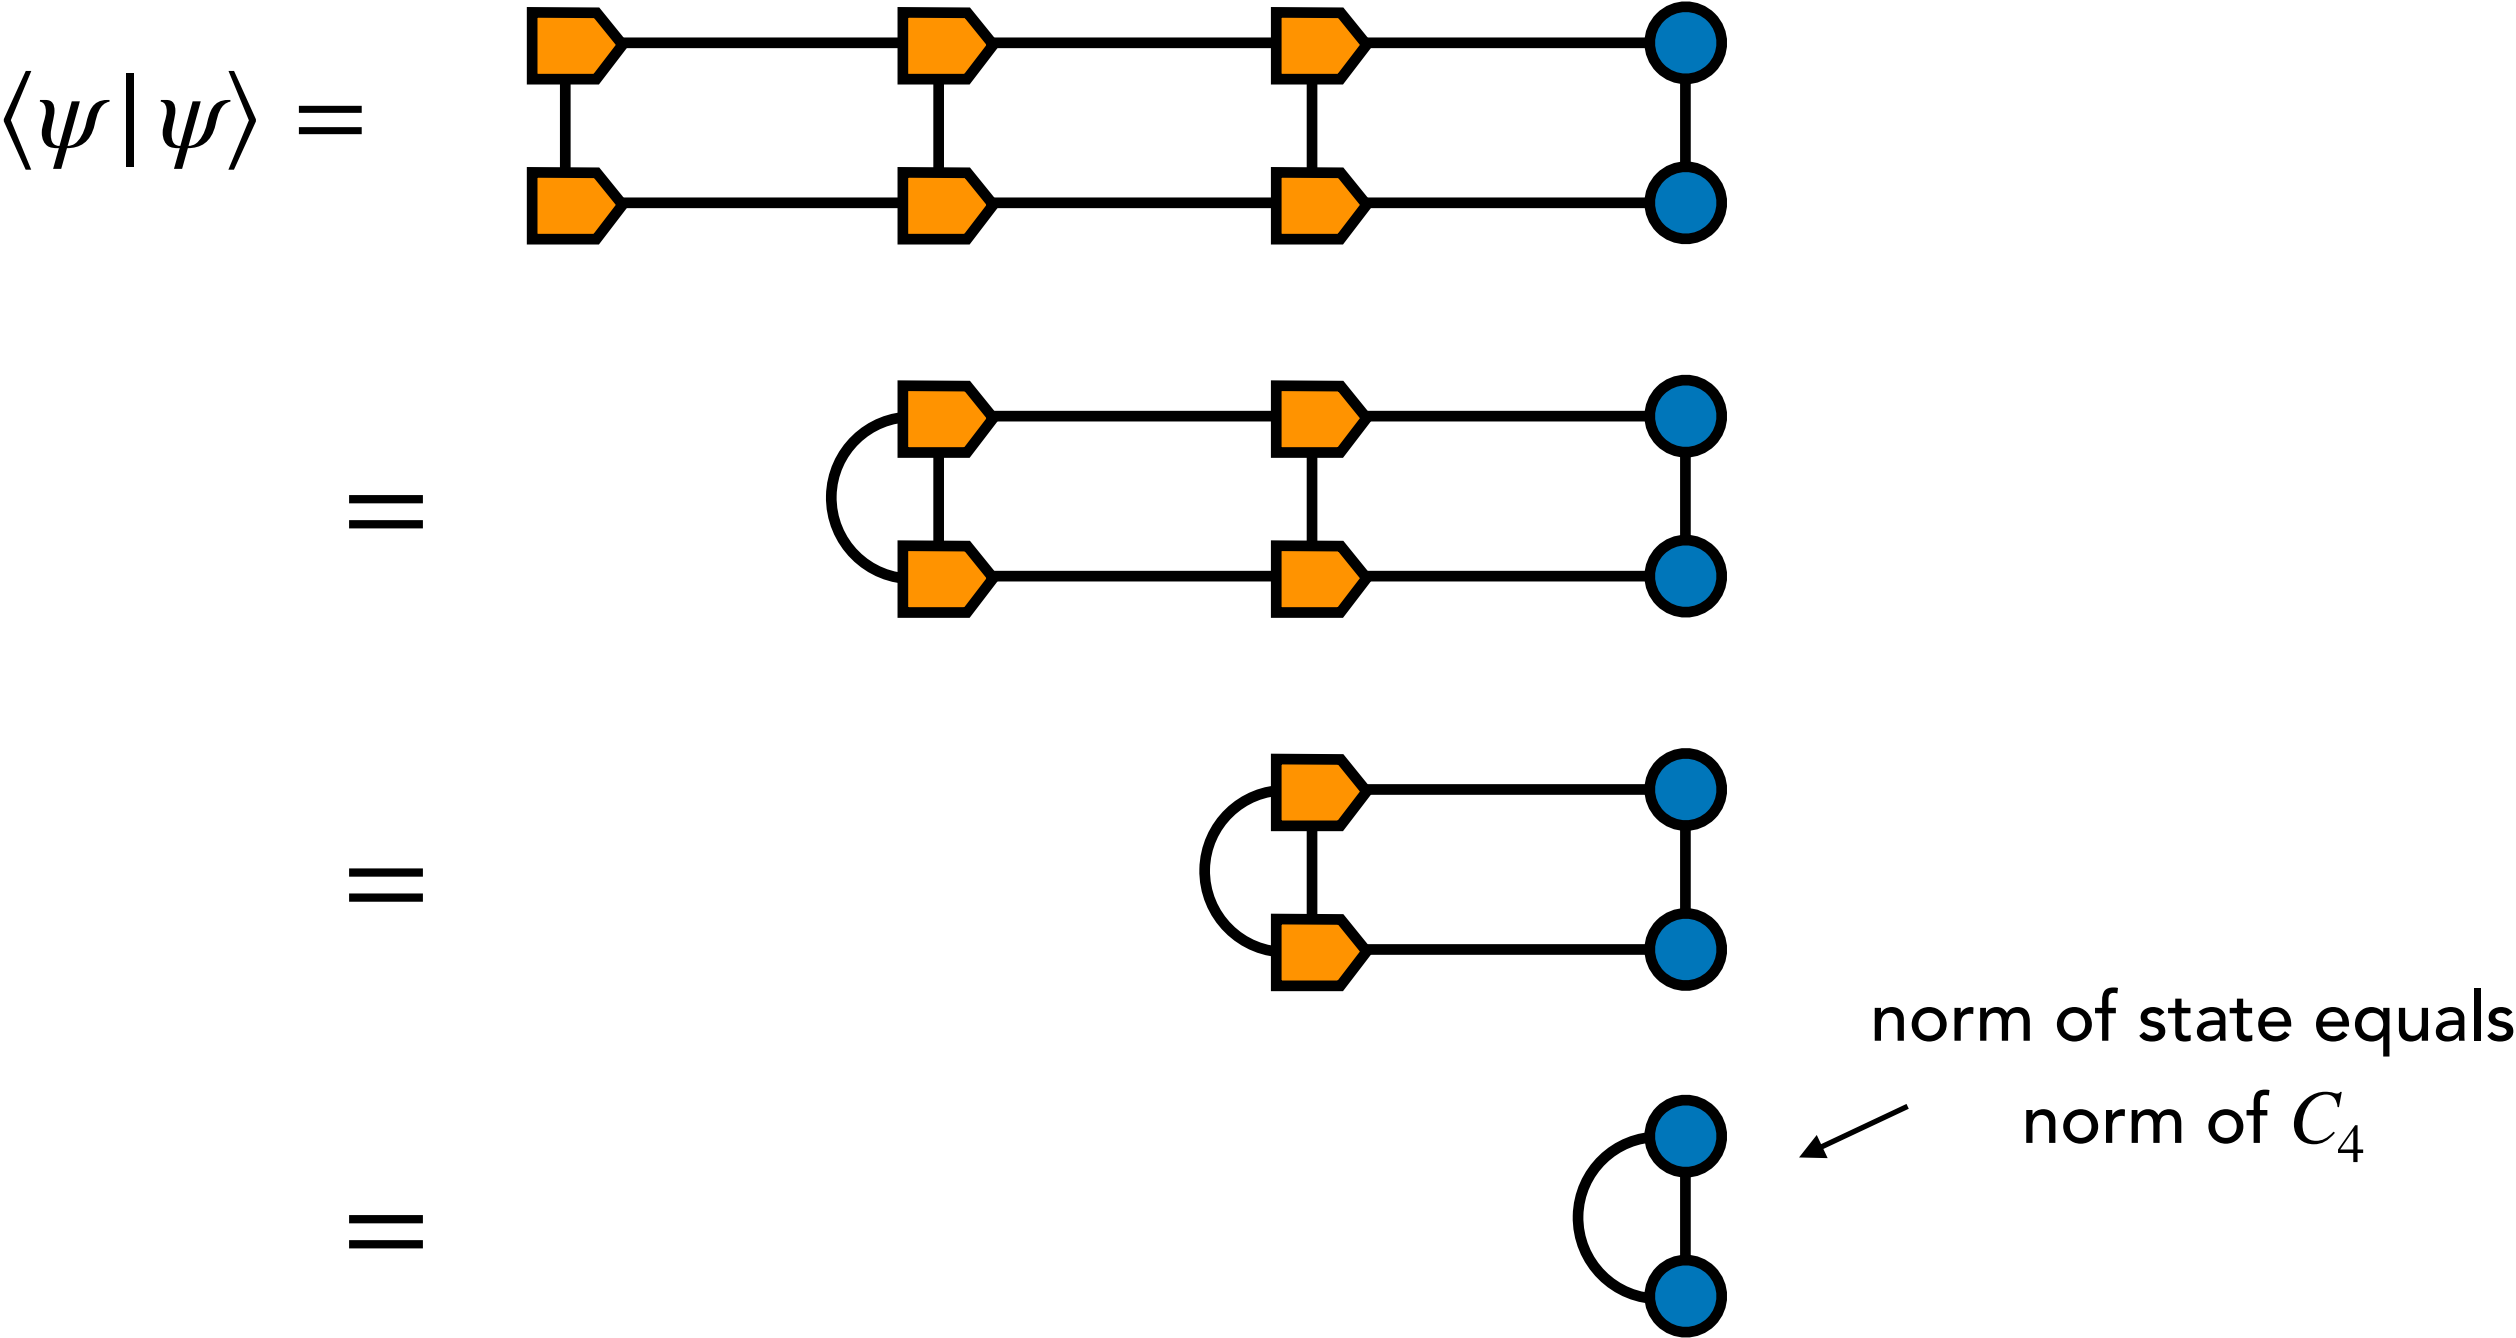 ⟨ψ|ψ⟩ =
=
=
norm of state equals
norm of C₄
=